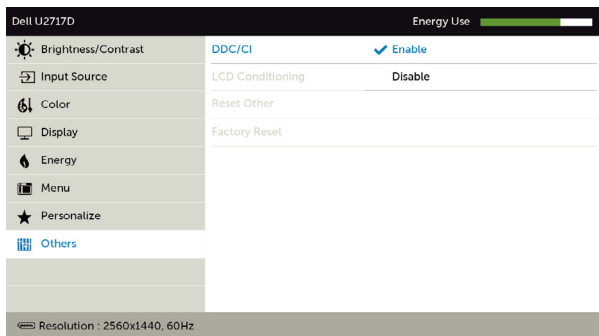 Dell U2717D Energy Use
Brightness/Contrast DDC/CI Enable
Input Source LCD Conditioning Disable
Color Reset Other
Display Factory Reset
Energy
Menu
Personalize
Others
Resolution : 2560x1440, 60Hz